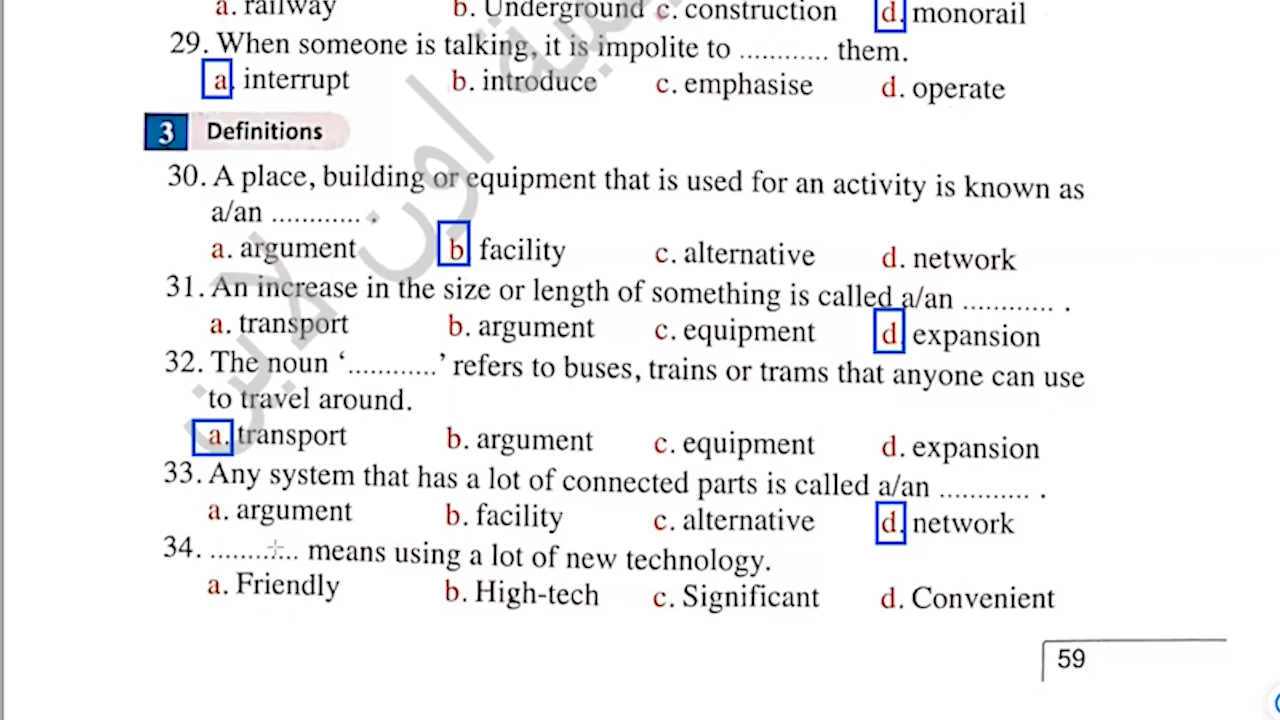 a. railway b. Underground c. construction d. monorail
29. When someone is talking, it is impolite to ............ them.
a. interrupt b. introduce c. emphasise d. operate
3 Definitions
30. A place, building or equipment that is used for an activity is known as
a/an ............ .
a. argument b facility c. alternative d. network
31. An increase in the size or length of something is called a/an ............ .
a. transport b. argument c. equipment d. expansion
32. The noun ‘............’ refers to buses, trains or trams that anyone can use
to travel around.
a. transport b. argument c. equipment d. expansion
33. Any system that has a lot of connected parts is called a/an ............ .
a. argument b. facility c. alternative d. network
34. ............ means using a lot of new technology.
a. Friendly b. High-tech c. Significant d. Convenient
59
اون لاين